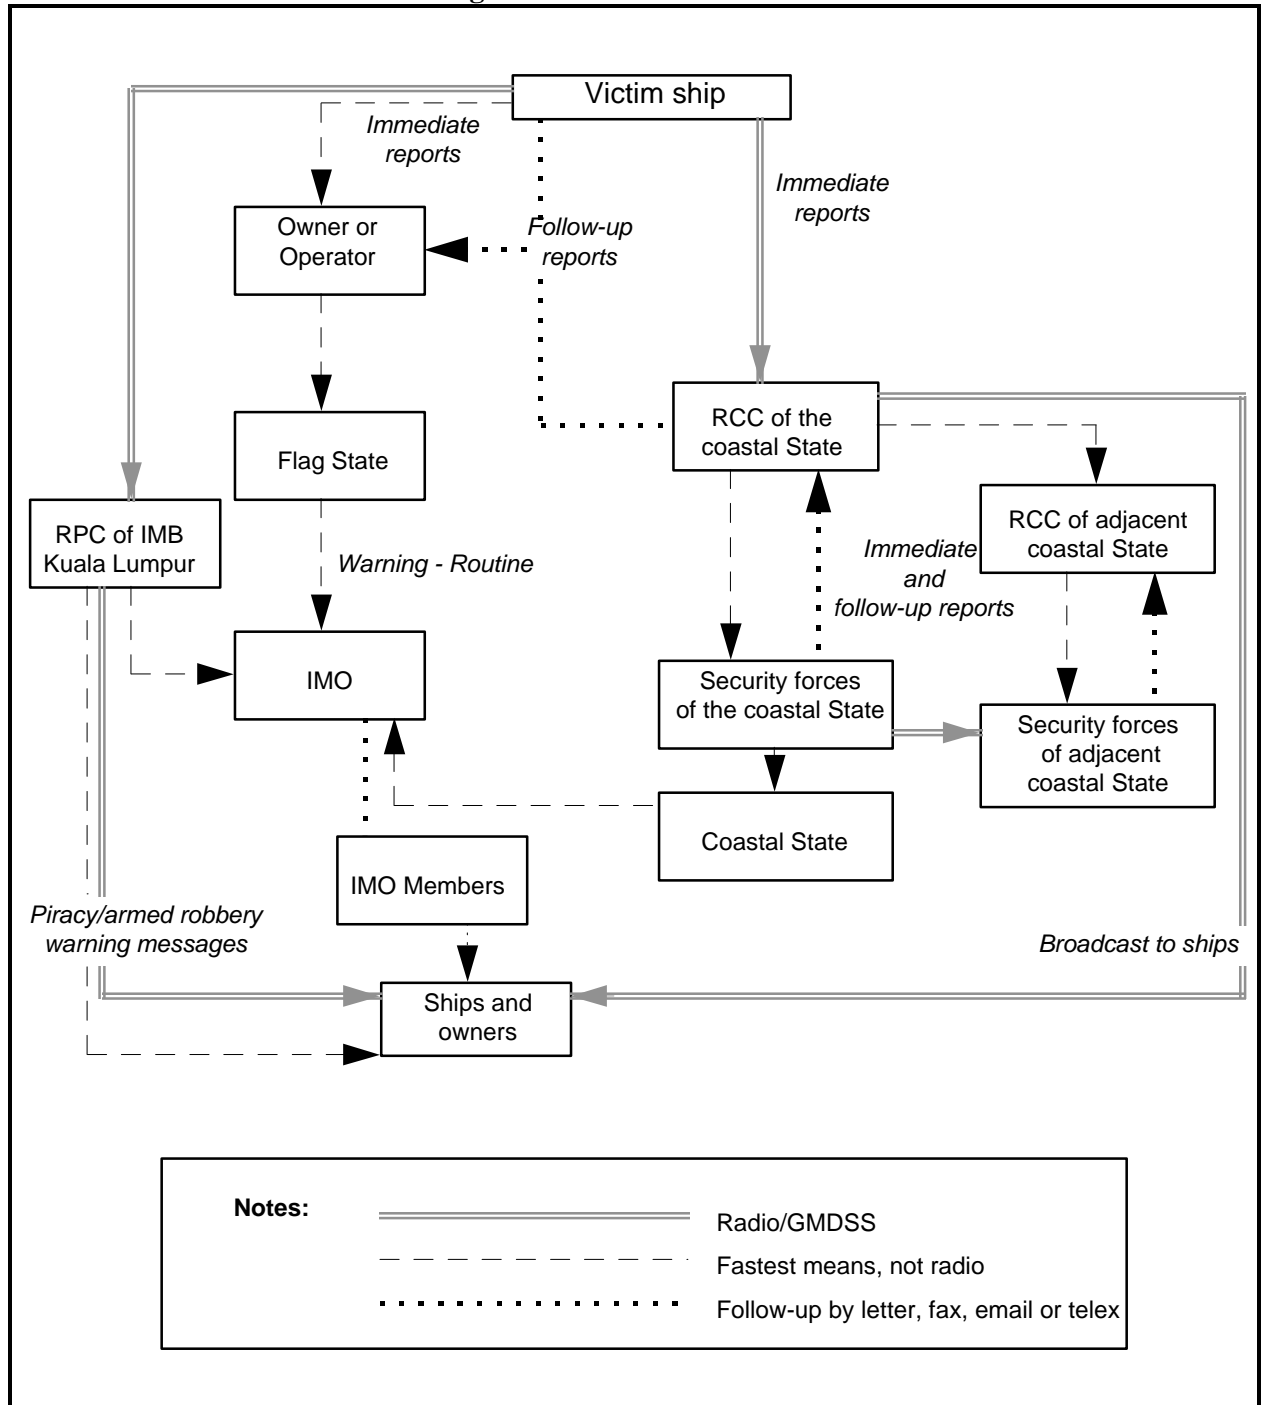 Victim ship
Immediate
reports
Immediate
reports
Owner or
Operator
Follow-up
reports
RCC of the
coastal State
Flag State
RPC of IMB
Kuala Lumpur
RCC of adjacent
coastal State
Warning - Routine
Immediate
and
follow-up reports
IMO
Security forces
of the coastal State
Security forces
of adjacent
coastal State
Coastal State
IMO Members
Piracy/armed robbery
warning messages
Broadcast to ships
Ships and
owners
Notes:
Radio/GMDSS
Fastest means, not radio
Follow-up by letter, fax, email or telex